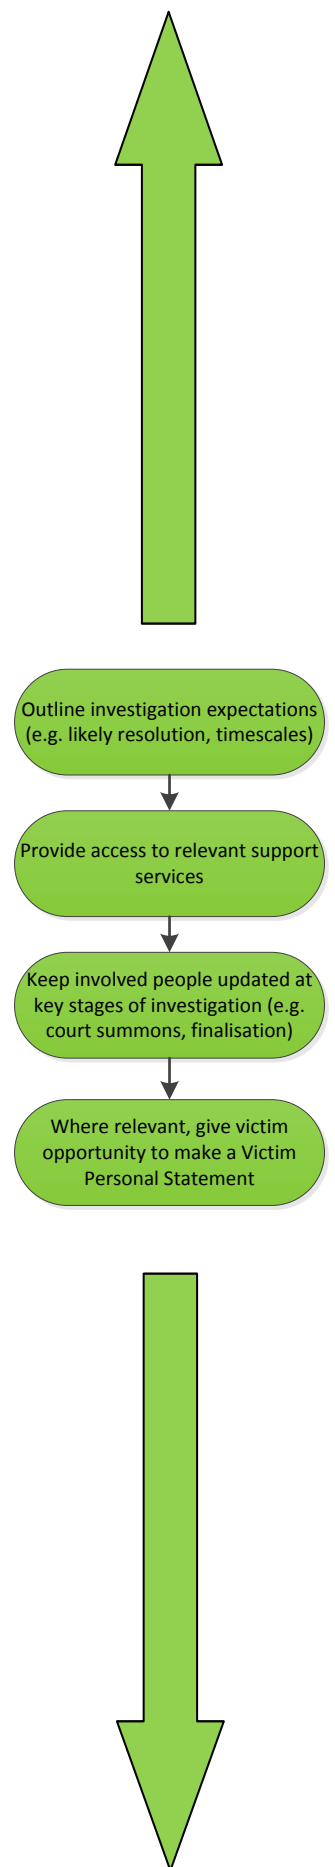 Outline investigation expectations
(e.g. likely resolution, timescales)
Provide access to relevant support
services
Keep involved people updated at
key stages of investigation (e.g.
court summons, finalisation)
Where relevant, give victim
opportunity to make a Victim
Personal Statement